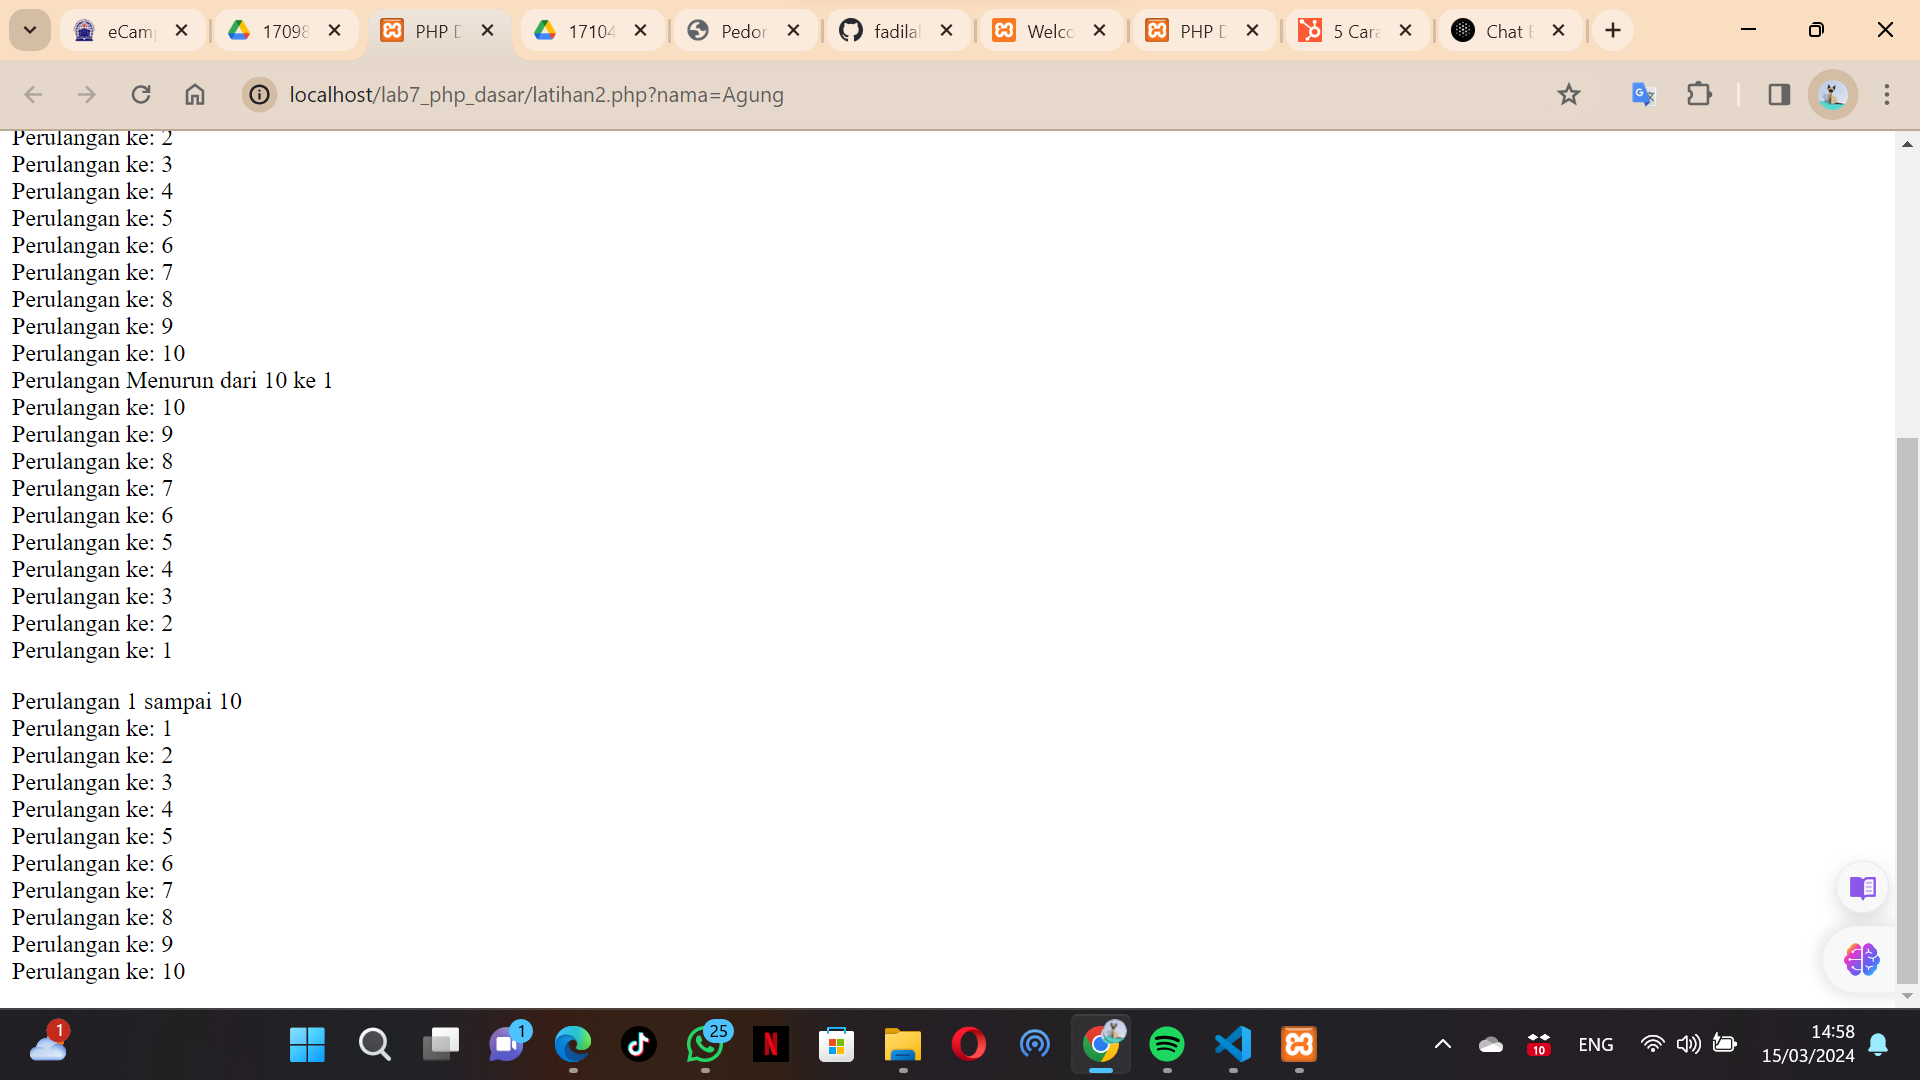 eCam
17098
PHP D
17104
Pedor
fadila
Welco
PHP D
5 Cara
Chat
localhost/lab7_php_dasar/latihan2.php?nama=Agung
Perulangan ke: 2
Perulangan ke: 3
Perulangan ke: 4
Perulangan ke: 5
Perulangan ke: 6
Perulangan ke: 7
Perulangan ke: 8
Perulangan ke: 9
Perulangan ke: 10
Perulangan Menurun dari 10 ke 1
Perulangan ke: 10
Perulangan ke: 9
Perulangan ke: 8
Perulangan ke: 7
Perulangan ke: 6
Perulangan ke: 5
Perulangan ke: 4
Perulangan ke: 3
Perulangan ke: 2
Perulangan ke: 1
Perulangan 1 sampai 10
Perulangan ke: 1
Perulangan ke: 2
Perulangan ke: 3
Perulangan ke: 4
Perulangan ke: 5
Perulangan ke: 6
Perulangan ke: 7
Perulangan ke: 8
Perulangan ke: 9
Perulangan ke: 10
1
1
25
N
10
ENG
14:58
15/03/2024